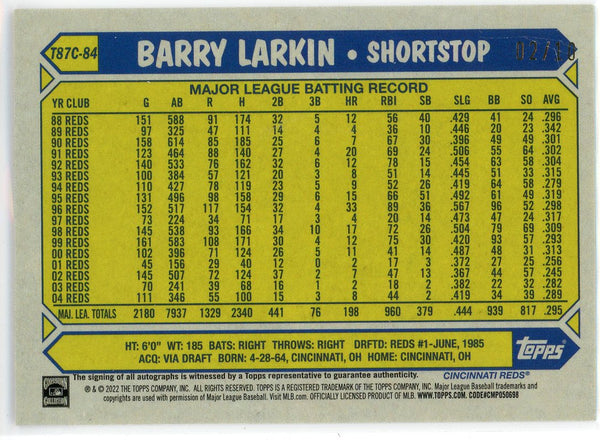 T87C-84
BARRY LARKIN • SHORTSTOP
MAJOR LEAGUE BATTING RECORD
YR CLUB G AB R H 2B 3B HR RBI SB SLG BB SO AVG
88 REDS 151 588 91 174 32 5 12 56 40 .429 41 24 .296
89 REDS 97 325 47 111 14 4 4 36 10 .446 20 23 .342
90 REDS 158 614 85 185 25 6 7 67 30 .396 49 49 .301
91 REDS 123 464 88 140 27 4 20 69 24 .506 55 64 .302
92 REDS 140 533 76 162 32 6 12 78 15 .454 63 58 .304
93 REDS 100 384 57 121 20 3 8 51 14 .445 51 33 .315
94 REDS 110 427 78 119 23 5 9 52 26 .419 64 58 .279
95 REDS 131 496 98 158 29 6 15 66 51 .492 61 49 .319
96 REDS 152 517 117 154 32 4 33 89 36 .567 96 52 .298
97 REDS 73 224 34 71 17 3 4 20 14 .473 47 24 .317
98 REDS 145 538 93 166 34 10 17 72 26 .504 79 69 .309
99 REDS 161 583 108 171 30 4 12 75 30 .420 93 57 .293
00 REDS 102 396 71 124 26 5 11 41 14 .487 48 31 .313
01 REDS 45 156 29 40 12 0 2 17 3 .372 27 25 .256
02 REDS 145 507 72 124 37 2 7 47 13 .367 44 57 .245
03 REDS 70 241 39 68 16 1 2 18 2 .382 22 32 .282
04 REDS 111 346 55 100 15 3 8 44 2 .419 34 39 .289
MAJ. LEA. TOTALS 2180 7937 1329 2340 441 76 198 960 379 .444 939 817 .295
HT: 6'0" WT: 185 BATS: RIGHT THROWS: RIGHT DRFTD: REDS #1-JUNE, 1985
ACQ: VIA DRAFT BORN: 4-28-64, CINCINNATI, OH HOME: CINCINNATI, OH
Topps
CINCINNATI REDS®
The signing of all autographs is witnessed by a Topps representative to guarantee authenticity.
COOPERSTOWN COLLECTION
® & © 2022 THE TOPPS COMPANY, INC. ALL RIGHTS RESERVED. TOPPS IS A REGISTERED TRADEMARK OF THE TOPPS COMPANY, INC. Major League Baseball trademarks and
copyrights are used with permission of Major League Baseball. Visit MLB.com. OFFICIALLY LICENSED PRODUCT OF MLB. WWW.TOPPS.COM. CODE#CMP050698